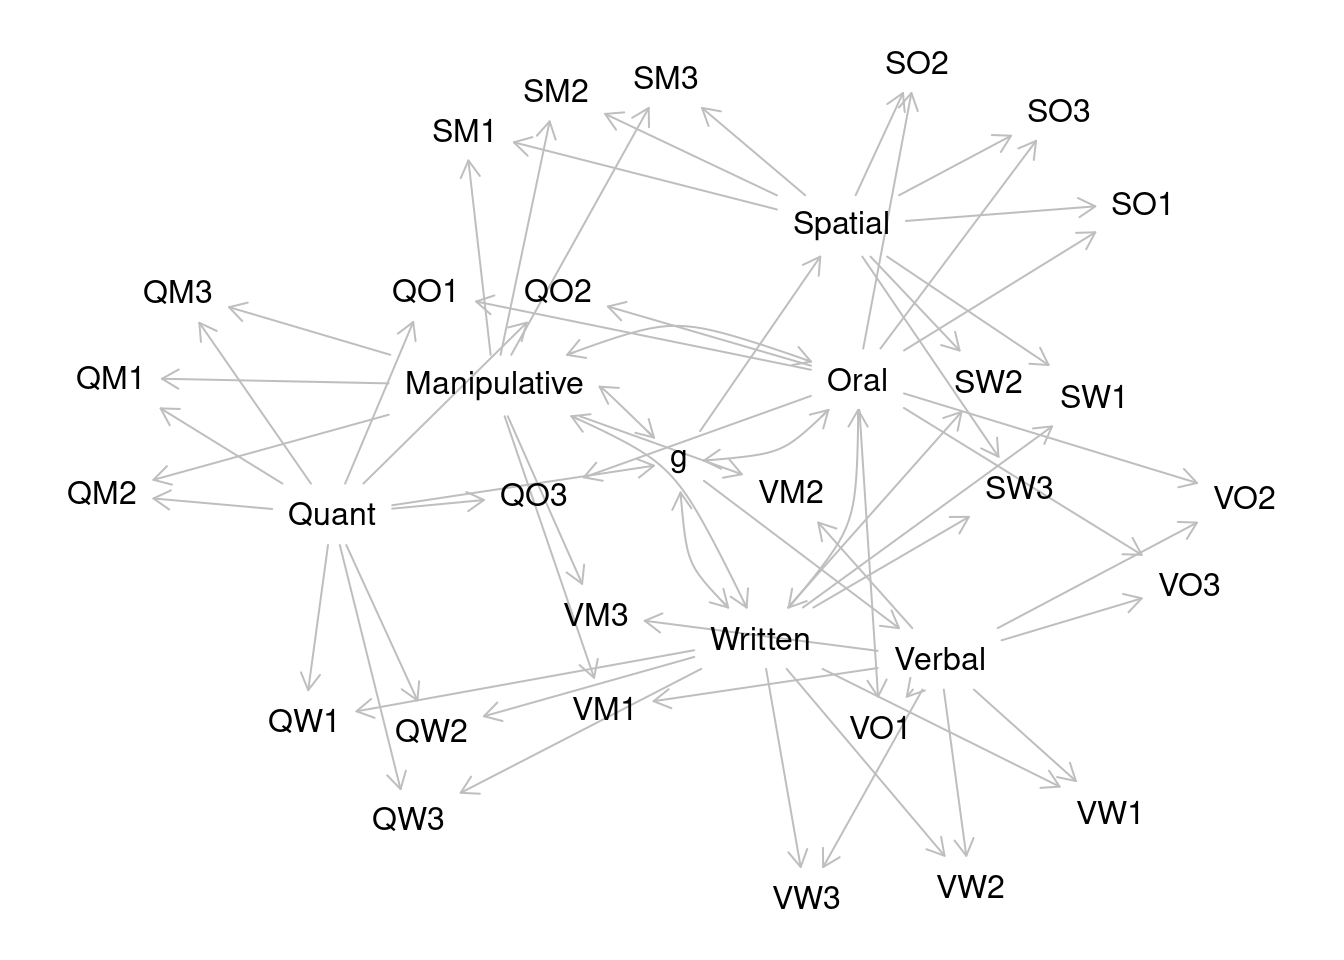 SO2
SM3
SM2
SO3
SM1
SO1
Spatial
QM3
QO1
QO2
QM1
Manipulative
Oral
SW2
SW1
g
QM2
Quant
QO3
VM2
SW3
VO2
VO3
VM3
Written
Verbal
QW1
QW2
VM1
VO1
QW3
VW1
VW3
VW2